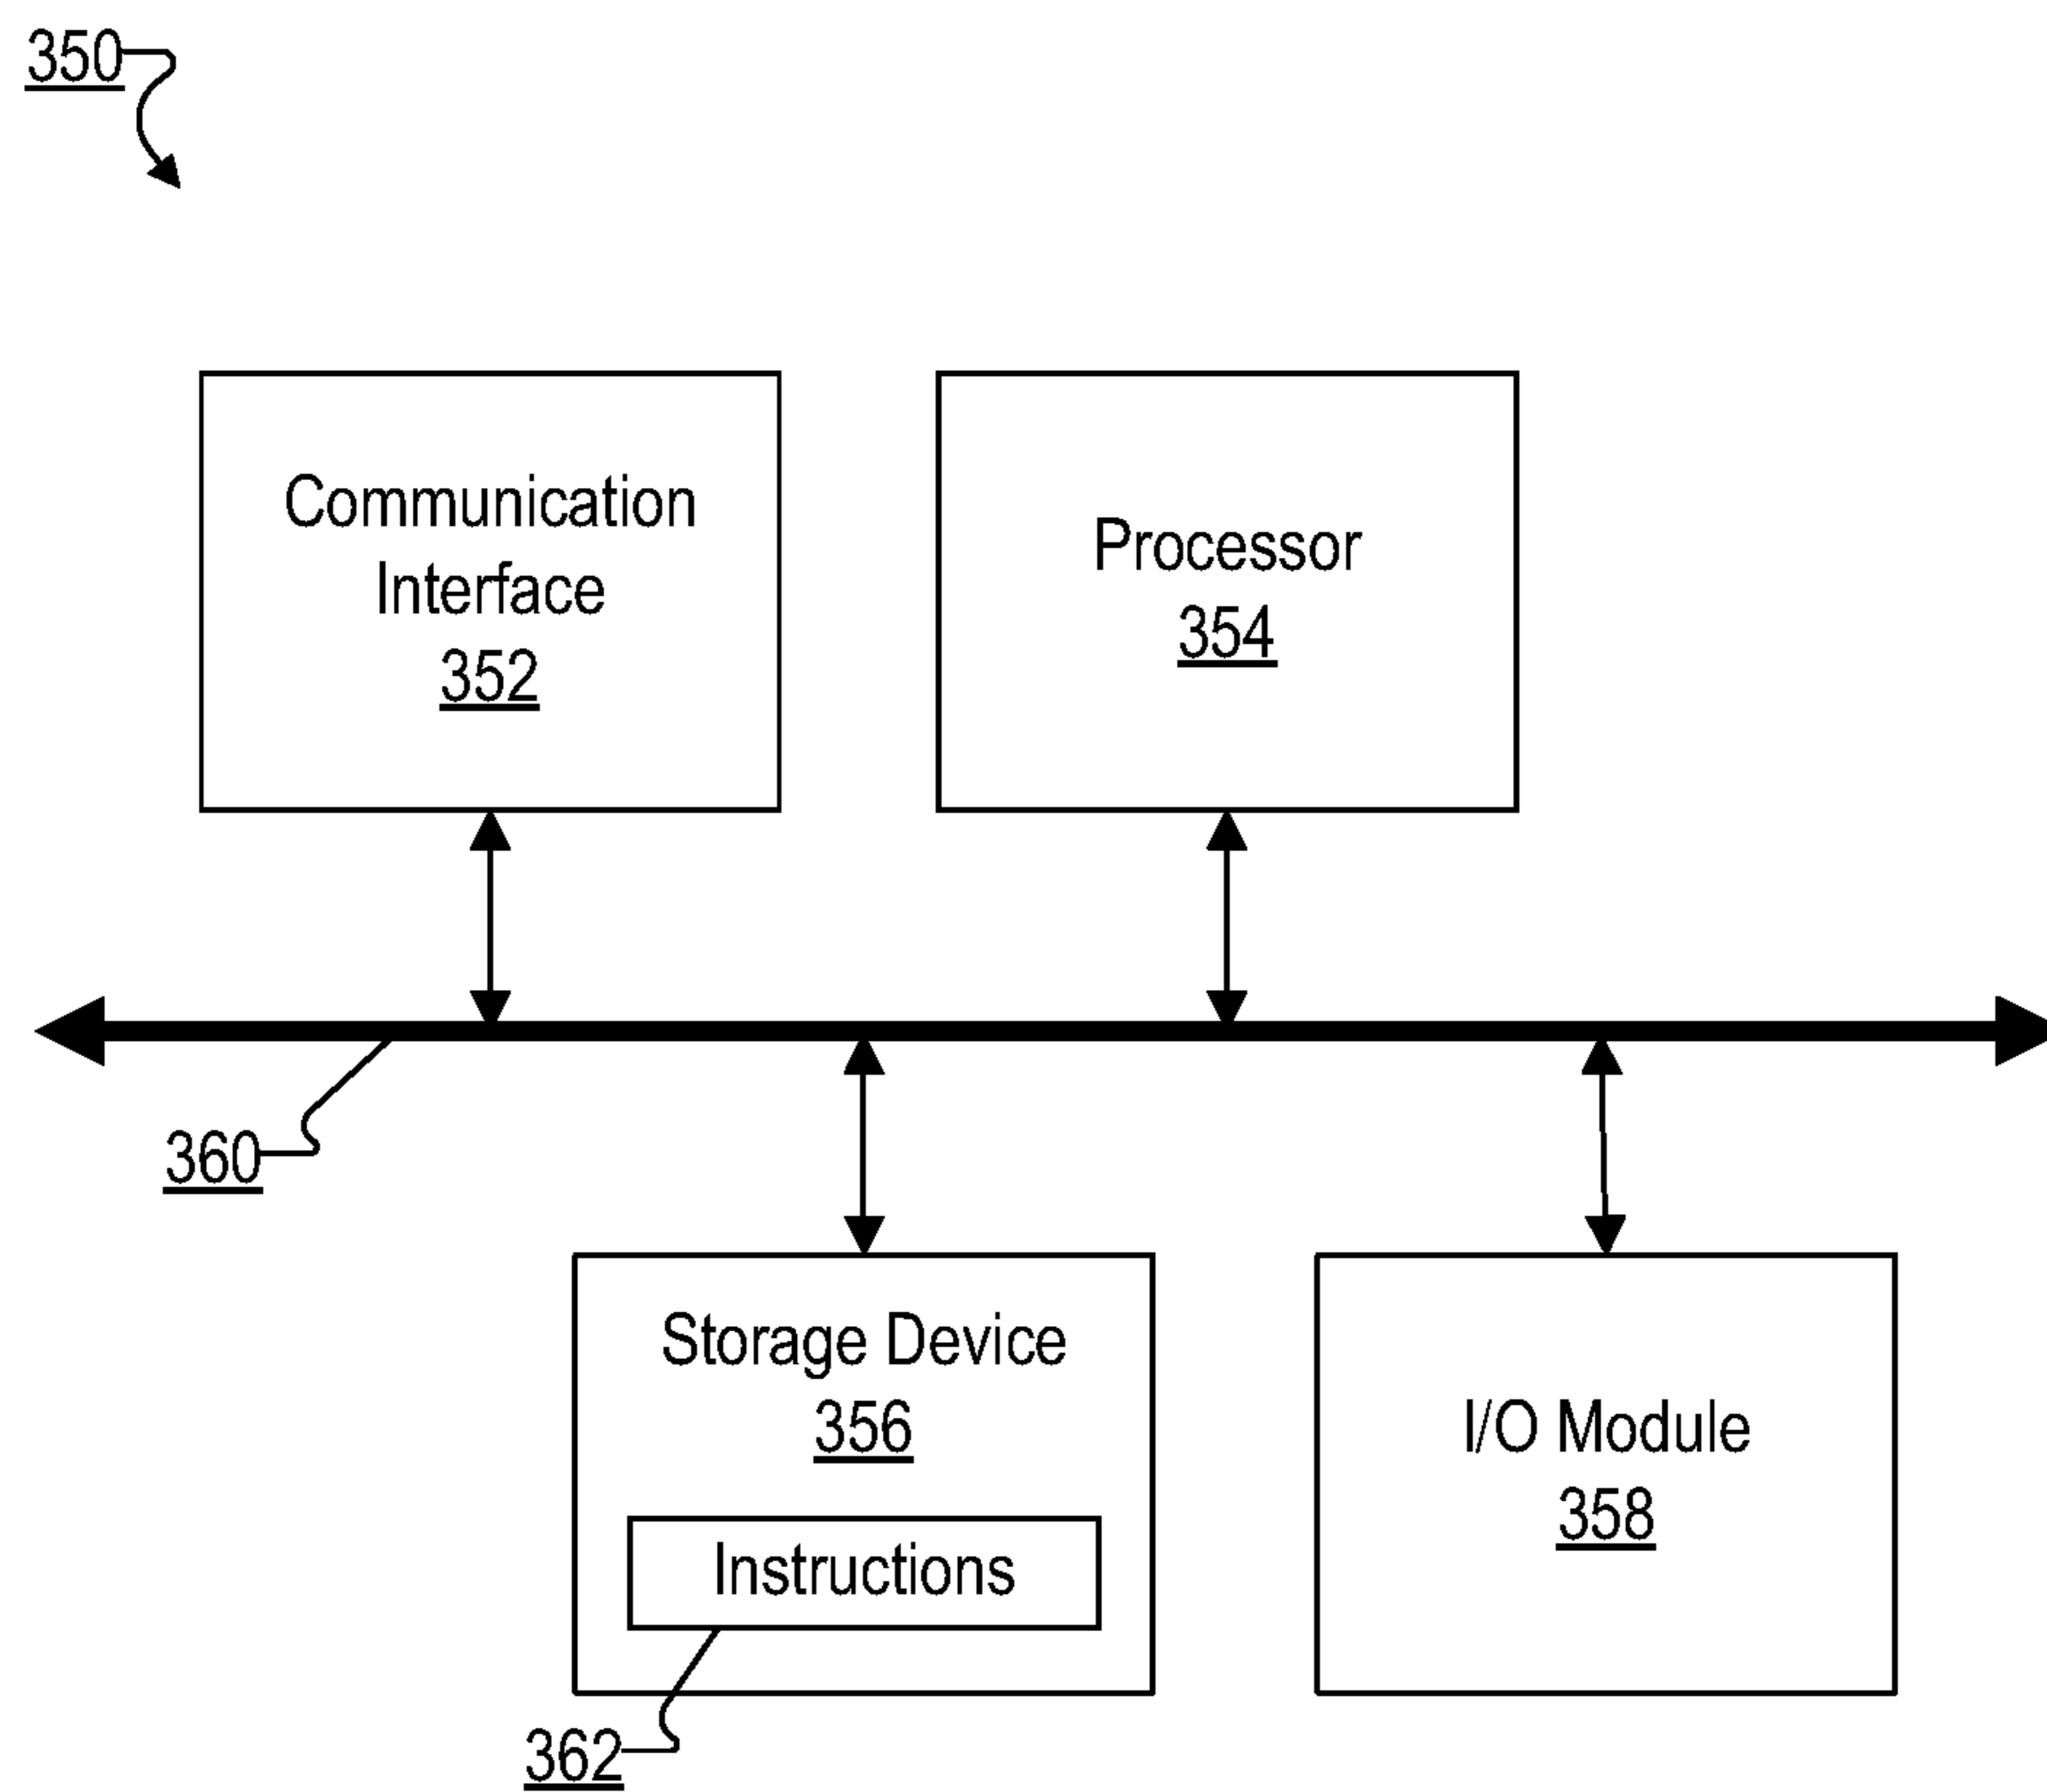 350
Communication
Interface
352
Processor
354
360
Storage Device
356
Instructions
362
I/O Module
358